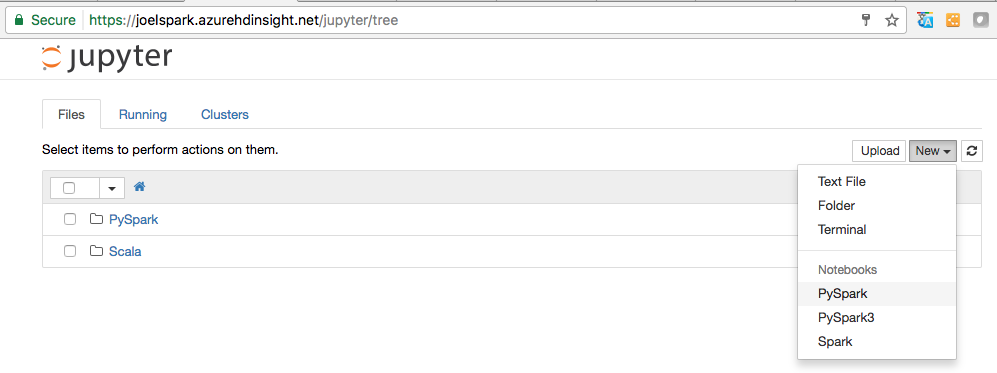 Secure https://joelspark.azurehdinsight.net/jupyter/tree
jupyter
Files Running Clusters
Select items to perform actions on them. Upload New
Text File
PySpark Folder
Scala Terminal
Notebooks
PySpark
PySpark3
Spark